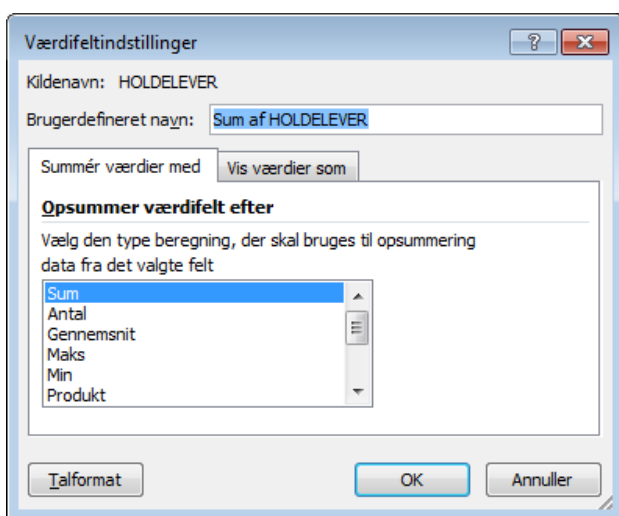 Værdifeltindstillinger
Kildenavn: HOLDELEVER
Brugerdefineret navn: Sum af HOLDELEVER
Summér værdier med Vis værdier som
Opsummer værdifelt efter
Vælg den type beregning, der skal bruges til opsummering
data fra det valgte felt
Sum
Antal
Gennemsnit
Maks
Min
Produkt
Talformat OK Annuller